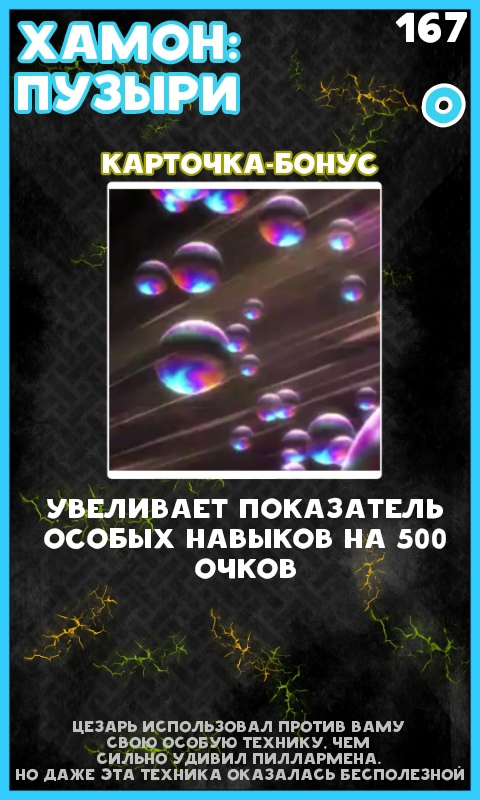 ХАМОН:
ПУЗЫРИ
167
КАРТОЧКА-БОНУС
УВЕЛИВАЕТ ПОКАЗАТЕЛЬ
ОСОБЫХ НАВЫКОВ НА 500
ОЧКОВ
ЦЕЗАРЬ ИСПОЛЬЗОВАЛ ПРОТИВ ВАМУ
СВОЮ ОСОБУЮ ТЕХНИКУ, ЧЕМ
СИЛЬНО УДИВИЛ ПИЛЛАРМЕНА.
НО ДАЖЕ ЭТА ТЕХНИКА ОКАЗАЛАСЬ БЕСПОЛЕЗНОЙ